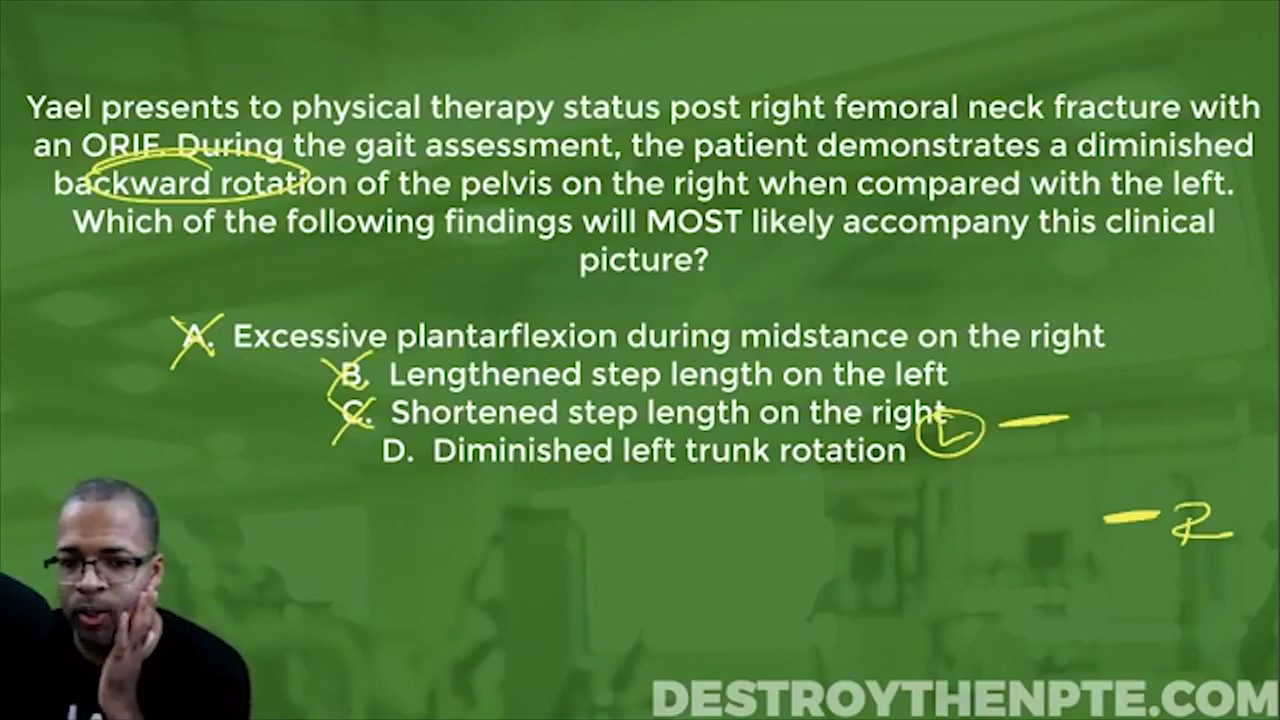 Yael presents to physical therapy status post right femoral neck fracture with
an ORIF. During the gait assessment, the patient demonstrates a diminished
backward rotation of the pelvis on the right when compared with the left.
Which of the following findings will MOST likely accompany this clinical
picture?
A. Excessive plantarflexion during midstance on the right
B. Lengthened step length on the left
C. Shortened step length on the right
L
D. Diminished left trunk rotation
R
DESTROYTHENPTE.COM